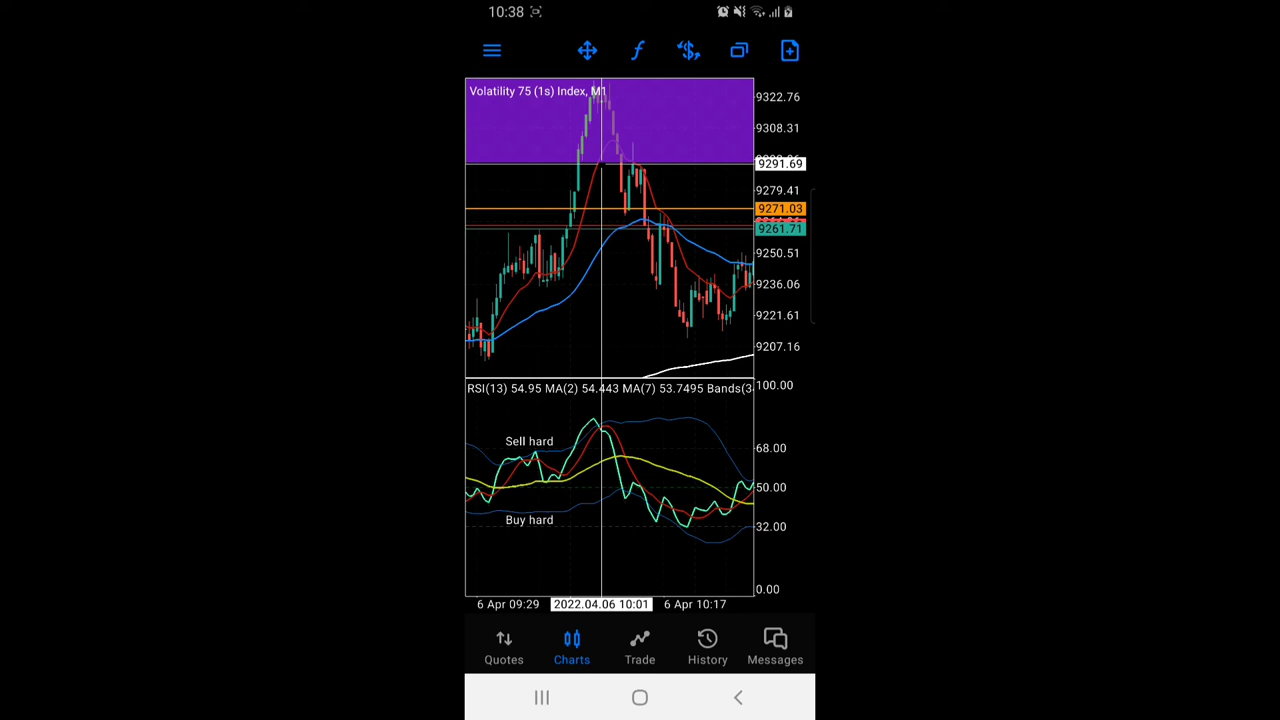 10:38
Volatility 75 (1s) Index, M1
9322.76
9308.31
9291.69
9279.41
9271.03
9261.71
9250.51
9236.06
9221.61
9207.16
RSI(13) 54.95 MA(2) 54.443 MA(7) 53.7495 Bands(3
100.00
Sell hard
68.00
50.00
Buy hard
32.00
0.00
6 Apr 09:29 2022.04.06 10:01 6 Apr 10:17
Quotes Charts Trade History Messages